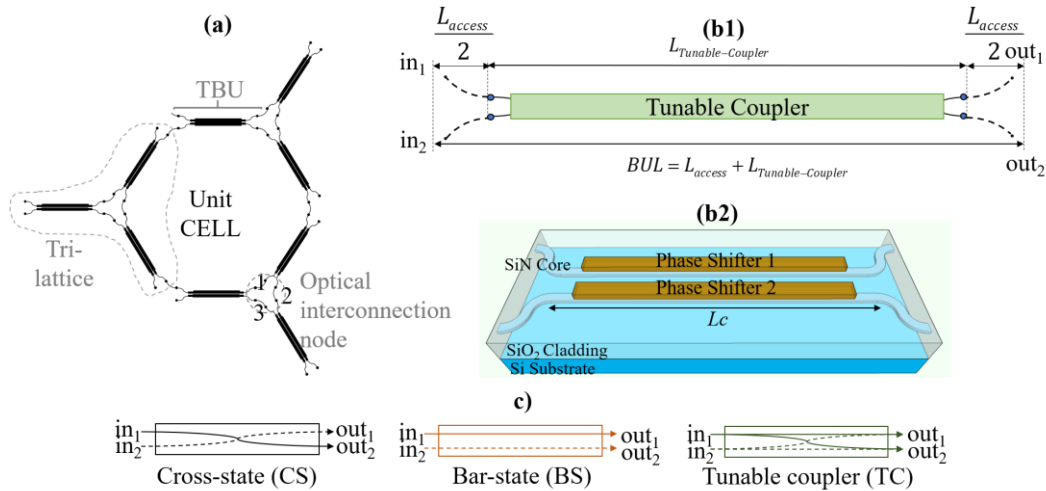 (a)
TBU
Unit
CELL
Tri-
lattice
1
2
3
Optical
interconnection
node
(b1)
L_access
2
L_Tunable-Coupler
L_access
2
in₁
out₁
Tunable Coupler
in₂
out₂
BUL = L_access + L_Tunable-Coupler
(b2)
SiN Core
Phase Shifter 1
Phase Shifter 2
Lc
SiO₂ Cladding
Si Substrate
c)
in₁
out₁
in₂
out₂
Cross-state (CS)
in₁
out₁
in₂
out₂
Bar-state (BS)
in₁
out₁
in₂
out₂
Tunable coupler (TC)